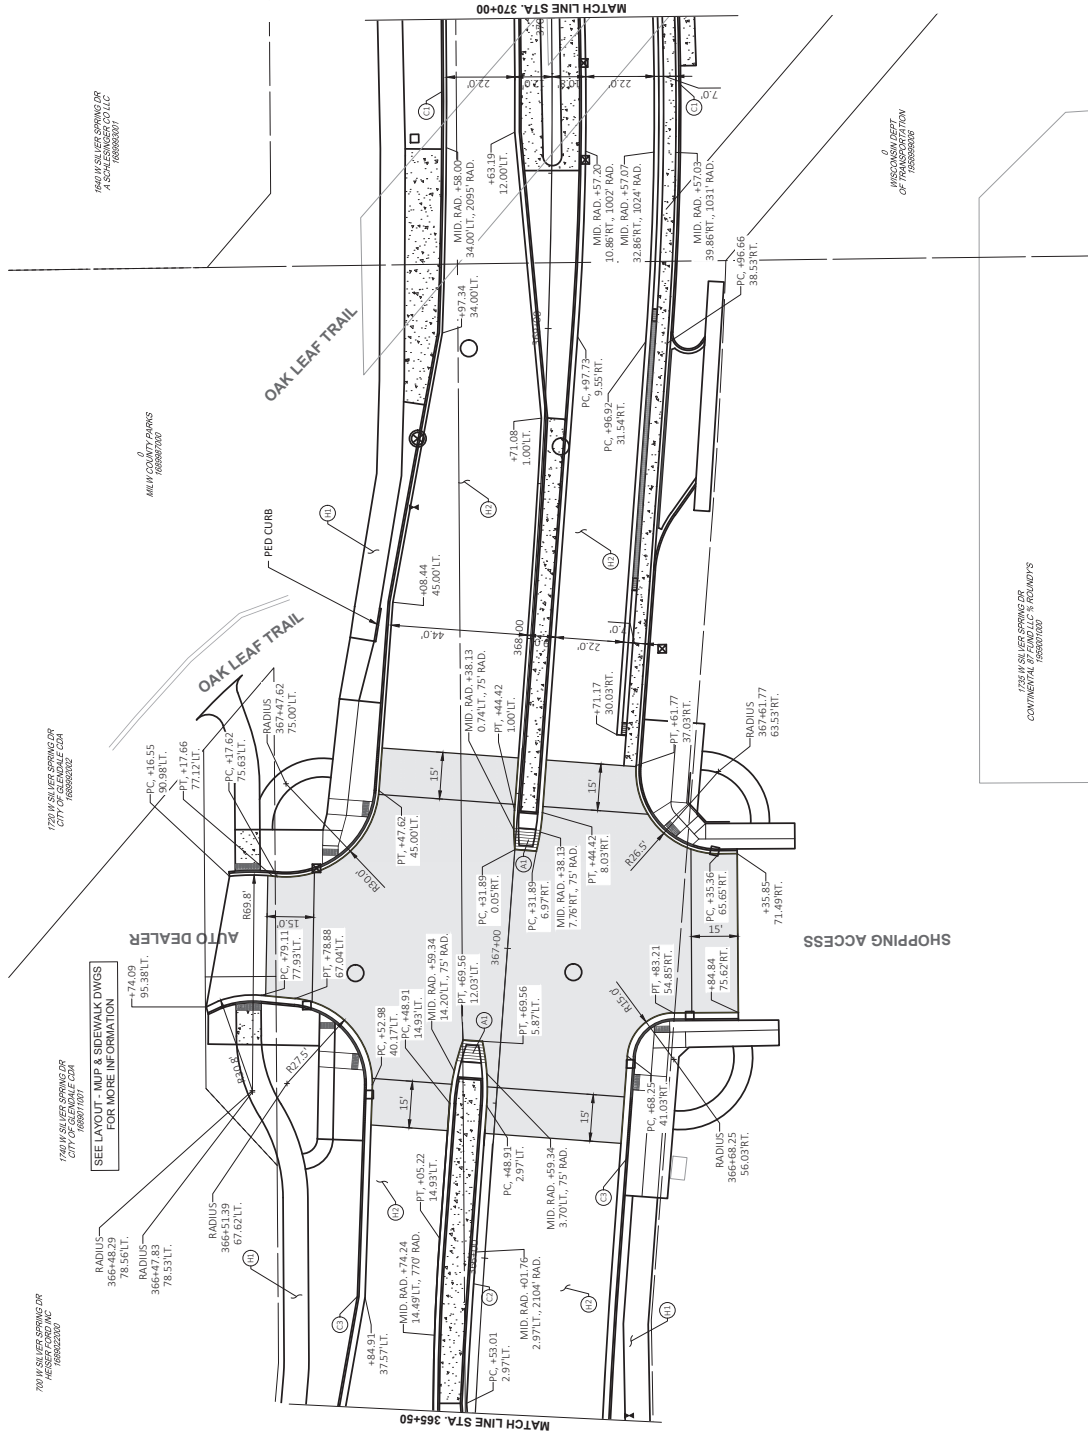 MATCH LINE STA. 370+00
1640 W SILVER SPRING DR
A SCHLESINGER CO LLC
1689993001
0
MILW COUNTY PARKS
1689987000
1720 W SILVER SPRING DR
CITY OF GLENDALE CDA
1740 W SILVER SPRING DR
CITY OF GLENDALE CDA
1689011001
700 W SILVER SPRING DR
HEISER FORD INC
1689022000
0
WISCONSIN DEPT
OF TRANSPORTATION
1735 W SILVER SPRING DR
CONTINENTAL 87 FUND LLC % ROUNDY'S
1959001000
OAK LEAF TRAIL
OAK LEAF TRAIL
PED CURB
AUTO DEALER
SHOPPING ACCESS
SEE LAYOUT - MUP & SIDEWALK DWGS
FOR MORE INFORMATION
C1
22.0'
22.0'
7.0'
C1
+63.19
12.00'LT.
MID. RAD. +58.00
34.00'LT., 2095' RAD.
MID. RAD. +57.20
10.86'RT., 1002' RAD.
MID. RAD. +57.07
32.86'RT., 1024' RAD.
MID. RAD. +57.03
39.86'RT., 1031' RAD.
+97.34
34.00'LT.
PC, +96.66
38.53'RT.
PC, +97.73
9.55'RT.
PC, +96.92
31.54'RT.
+71.08
1.00'LT.
H1
H2
H2
+08.44
45.00'LT.
44.0'
368+00
22.0'
7.0'
MID. RAD. +38.13
0.74'LT., 75' RAD.
PT, +44.42
1.00'LT.
+71.17
30.03'RT.
PT, +61.77
37.03'RT.
RADIUS
367+61.77
63.53'RT.
RADIUS
367+47.62
75.00'LT.
PC, +16.55
90.98'LT.
PT, +17.66
77.12'LT.
PC, +17.62
75.63'LT.
15'
15'
PT, +47.62
45.00'LT.
R30.0'
R69.8'
15.0'
PC, +31.89
0.05'RT.
A1
PC, +31.89
6.97'RT.
MID. RAD. +38.13
7.76'RT., 75' RAD.
PT, +44.42
8.03'RT.
R26.5'
PC, +35.36
65.65'RT.
+35.85
71.49'RT.
15'
367+00
+74.09
95.38'LT.
PC, +79.11
77.93'LT.
PT, +78.88
67.04'LT.
PC, +52.98
40.17'LT.
PC, +48.91
14.93'LT.
MID. RAD. +59.34
14.20'LT., 75' RAD.
PT, +69.56
12.03'LT.
A1
PT, +69.56
5.87'LT.
R15.0'
PT, +83.21
54.85'RT.
+84.84
75.62'RT.
R30.8'
R27.5'
15'
15'
PC, +68.25
41.03'RT.
RADIUS
366+68.25
56.03'RT.
PC, +48.91
2.97'LT.
MID. RAD. +59.34
3.70'LT., 75' RAD.
PT, +05.22
14.93'LT.
RADIUS
366+48.29
78.56'LT.
RADIUS
366+47.83
78.53'LT.
RADIUS
366+51.39
67.62'LT.
H1
H2
C3
C3
MID. RAD. +74.24
14.49'LT., 770' RAD.
C2
MID. RAD. +01.76
2.97'LT., 2104' RAD.
H2
H1
+84.91
37.57'LT.
PC, +53.01
2.97'LT.
MATCH LINE STA. 365+50